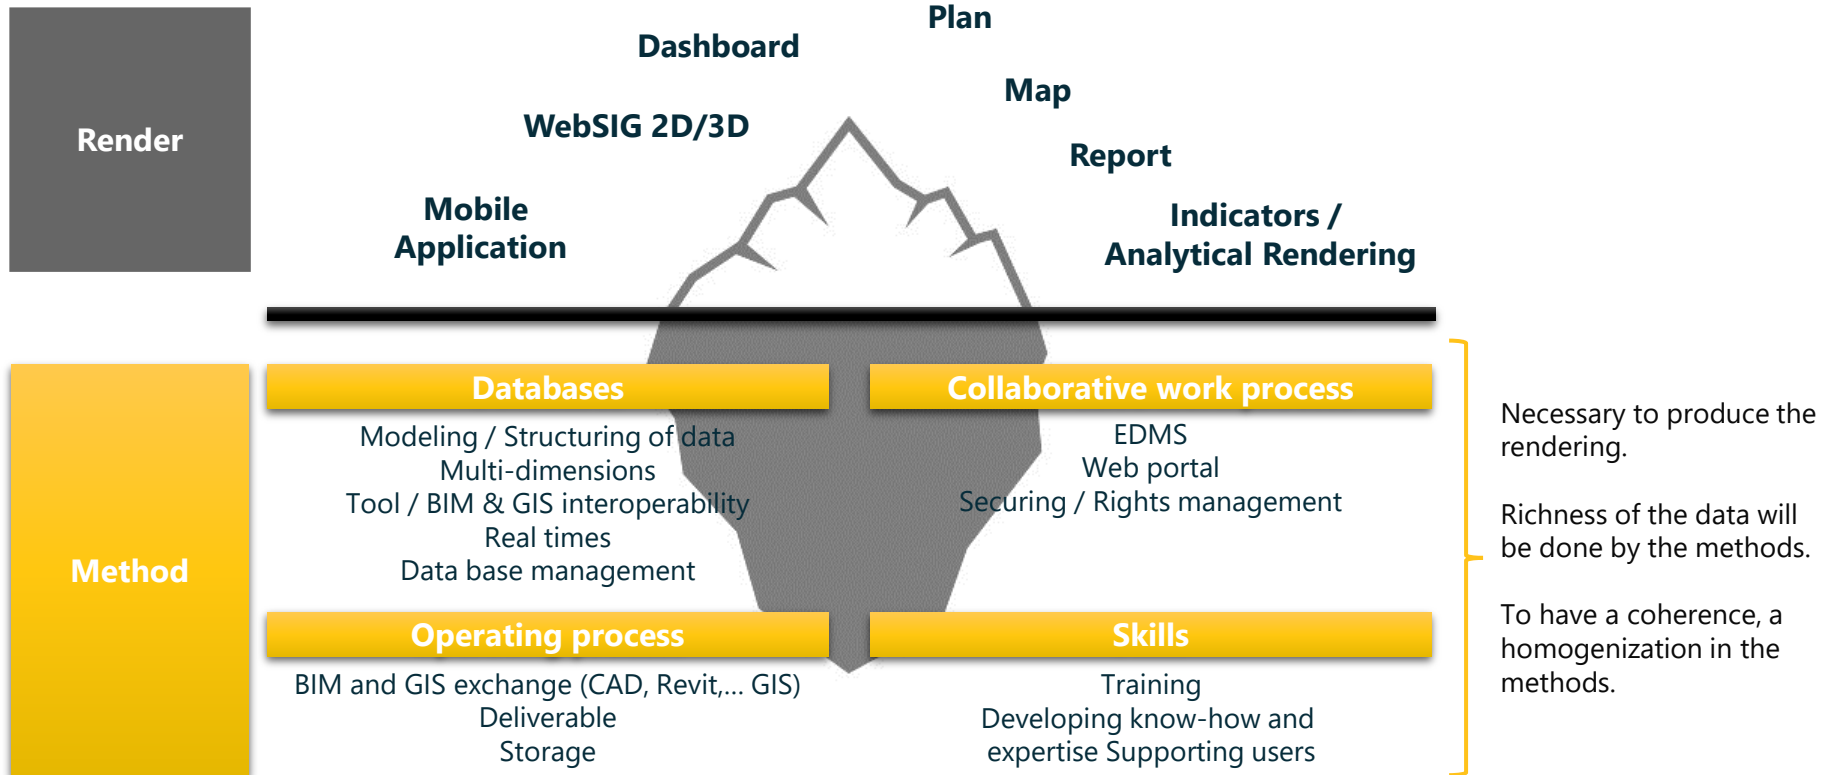 Render
Plan
Dashboard
Map
WebSIG 2D/3D
Report
Mobile
Application
Indicators /
Analytical Rendering
Method
Databases
Modeling / Structuring of data
Multi-dimensions
Tool / BIM & GIS interoperability
Real times
Data base management
Collaborative work process
EDMS
Web portal
Securing / Rights management
Operating process
BIM and GIS exchange (CAD, Revit,... GIS)
Deliverable
Storage
Skills
Training
Developing know-how and
expertise Supporting users
Necessary to produce the
rendering.
Richness of the data will
be done by the methods.
To have a coherence, a
homogenization in the
methods.